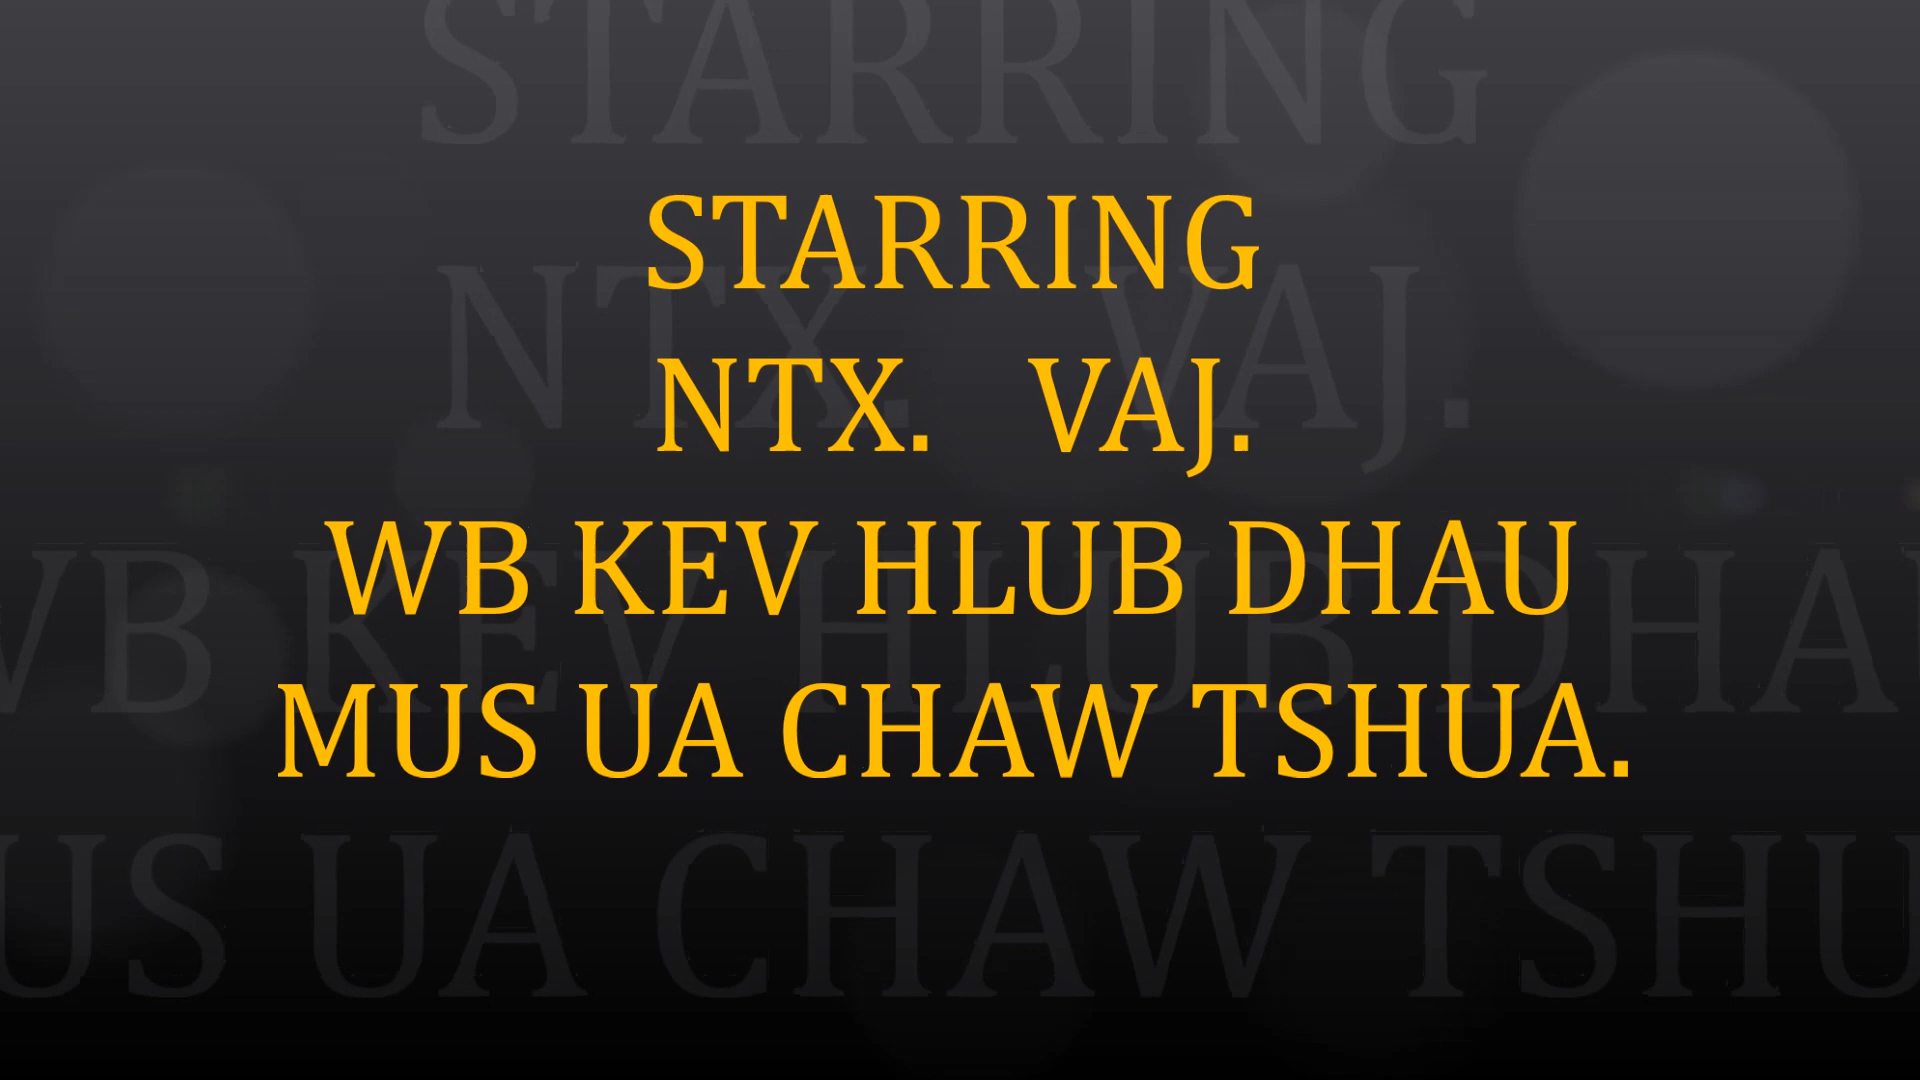 STARRING
NTX. VAJ.
WB KEV HLUB DHAU
MUS UA CHAW TSHUA.